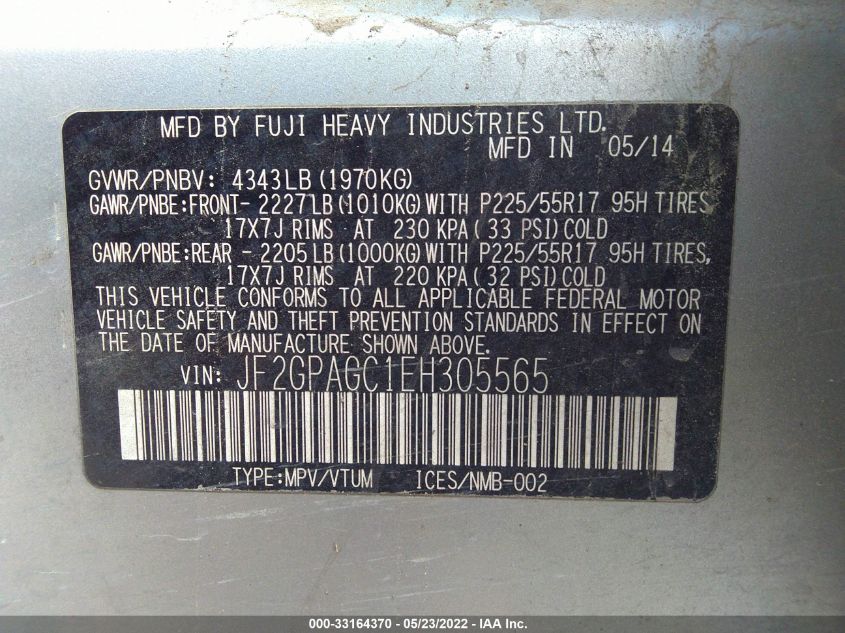 MFD BY FUJI HEAVY INDUSTRIES LTD.
MFD IN 05/14
GVWR/PNBV: 4343LB (1970KG)
GAWR/PNBE:FRONT- 2227LB (1010KG) WITH P225/55R17 95H TIRES,
17X7J RIMS AT 230 KPA (33 PSI) COLD
GAWR/PNBE:REAR - 2205LB (1000KG) WITH P225/55R17 95H TIRES,
17X7J RIMS AT 220 KPA (32 PSI) COLD
THIS VEHICLE CONFORMS TO ALL APPLICABLE FEDERAL MOTOR
VEHICLE SAFETY AND THEFT PREVENTION STANDARDS IN EFFECT ON
THE DATE OF MANUFACTURE SHOWN ABOVE.
VIN: JF2GPAGC1EH305565
TYPE:MPV/VTUM ICES/NMB-002
000-33164370 - 05/23/2022 - IAA Inc.